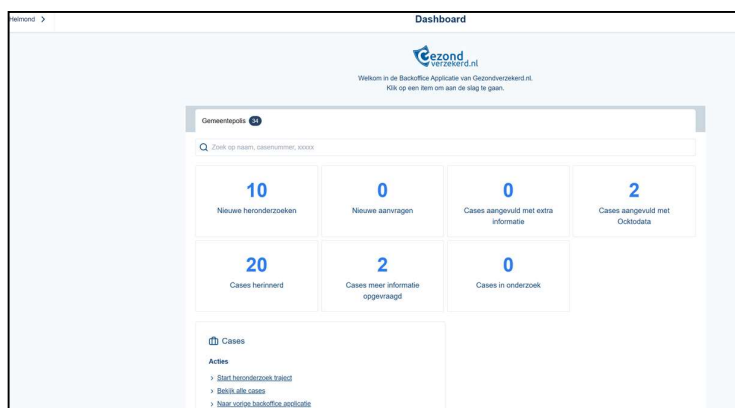 Helmond
Dashboard
Gezond
verzekerd.nl
Welkom in de Backoffice Applicatie van Gezondverzekerd.nl.
Klik op een item om aan de slag te gaan.
Gemeentepolis 34
Zoek op naam, casenummer, xxxxx
10
Nieuwe heronderzoeken
0
Nieuwe aanvragen
0
Cases aangevuld met extra
informatie
2
Cases aangevuld met
Ocktodata
20
Cases herinnerd
2
Cases meer informatie
opgevraagd
0
Cases in onderzoek
Cases
Acties
Start heronderzoek traject
Bekijk alle cases
Naar vorige backoffice applicatie